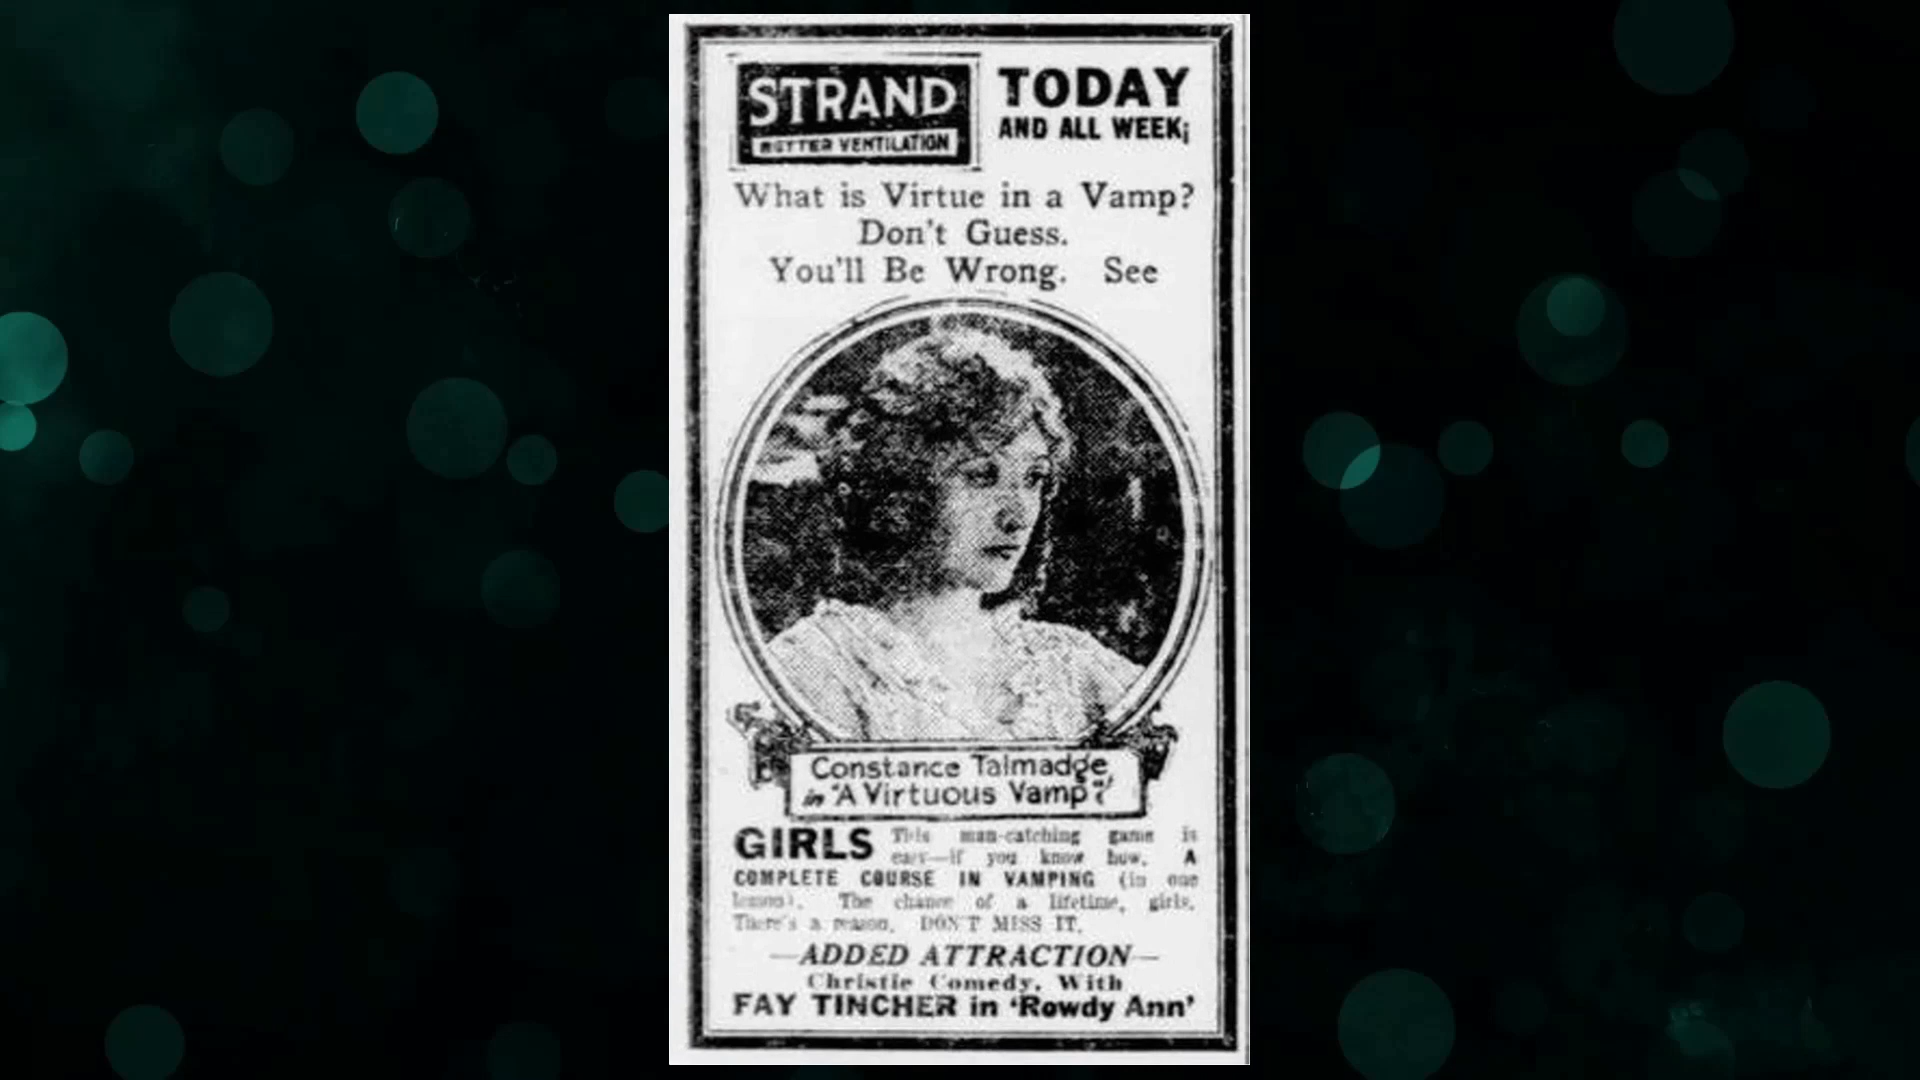 STRAND
BETTER VENTILATION
TODAY
AND ALL WEEK¡
What is Virtue in a Vamp?
Don't Guess.
You'll Be Wrong. See
Constance Talmadge,
in "A Virtuous Vamp"
GIRLS This man-catching game is
easy—if you know how. A
COMPLETE COURSE IN VAMPING (in one
lesson). The chance of a lifetime, girls.
There's a reason. DON'T MISS IT.
—ADDED ATTRACTION—
Christie Comedy, With
FAY TINCHER in 'Rowdy Ann'